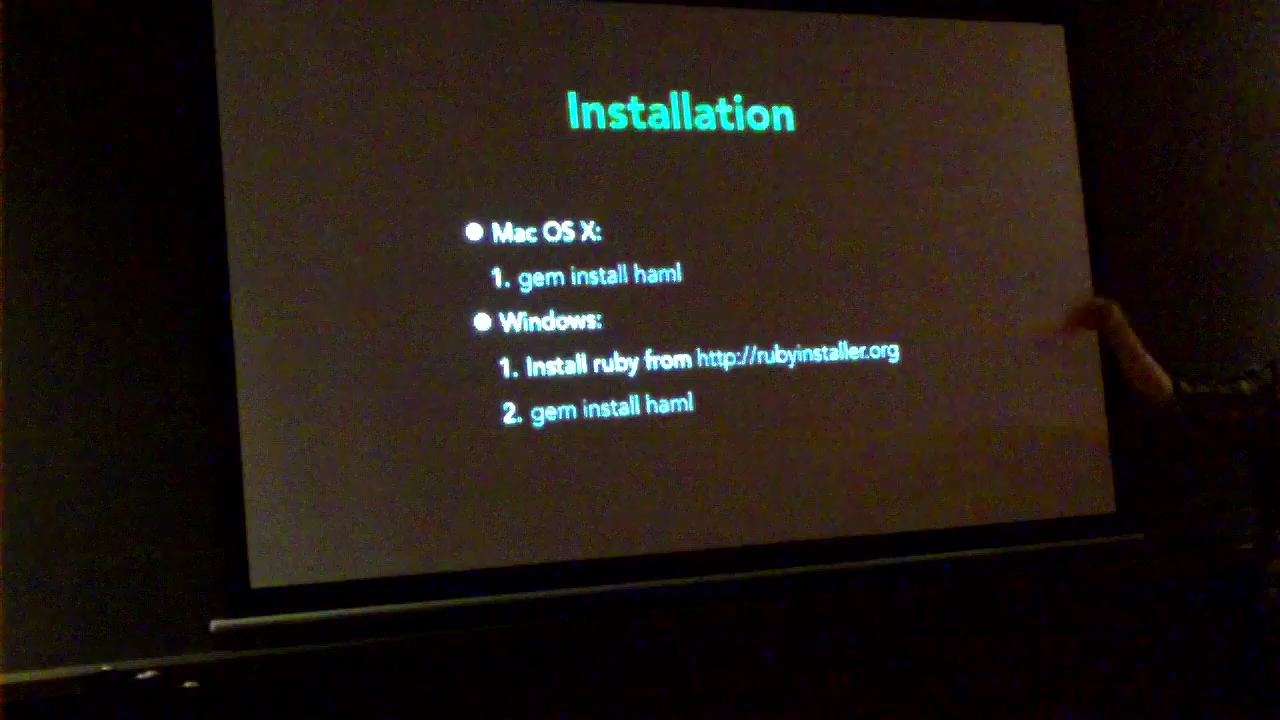 Installation
● Mac OS X:
1. gem install haml
● Windows:
1. Install ruby from http://rubyinstaller.org
2. gem install haml